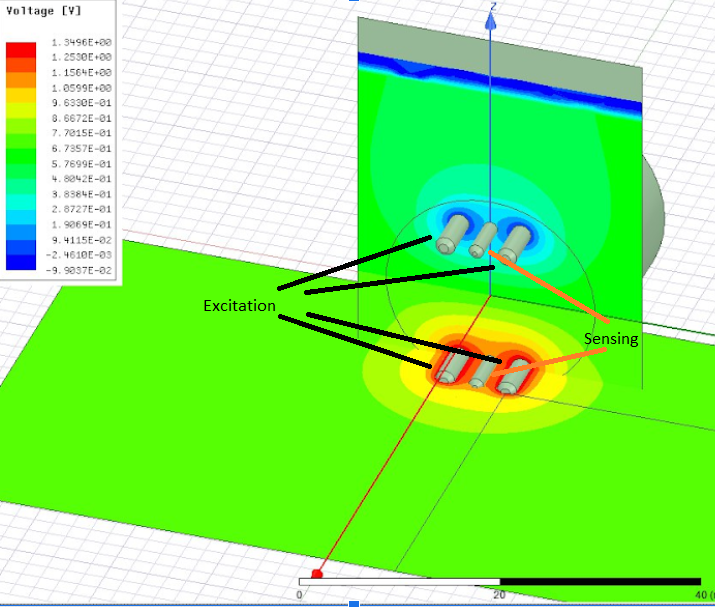 Voltage [V]
1.3496E+00
1.2530E+00
1.1564E+00
1.0599E+00
9.6330E-01
8.6672E-01
7.7015E-01
6.7357E-01
5.7699E-01
4.8042E-01
3.8384E-01
2.8727E-01
1.9069E-01
9.4115E-02
-2.4610E-03
-9.9037E-02
Z
Excitation
Sensing
0
20
40